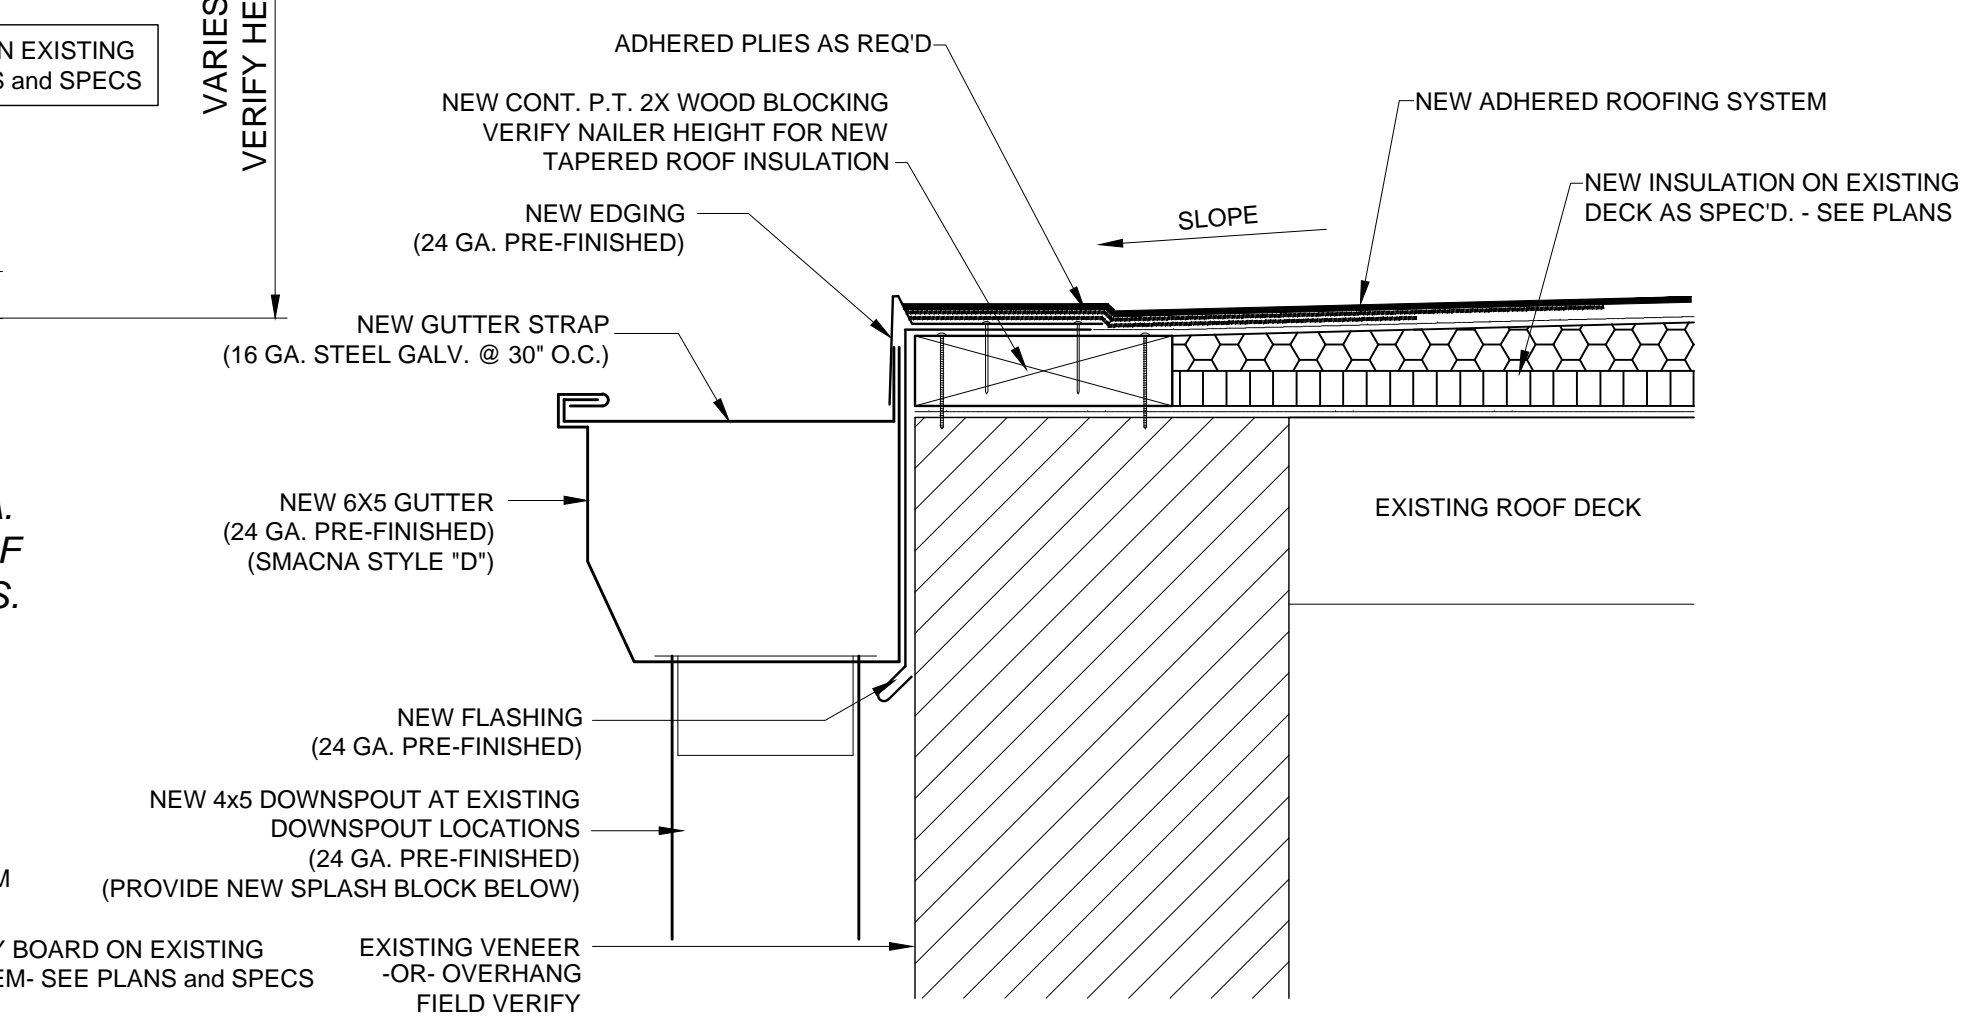 N EXISTING
S and SPECS
VARIES
VERIFY HE
ADHERED PLIES AS REQ'D
NEW CONT. P.T. 2X WOOD BLOCKING
VERIFY NAILER HEIGHT FOR NEW
TAPERED ROOF INSULATION
NEW EDGING
(24 GA. PRE-FINISHED)
NEW GUTTER STRAP
(16 GA. STEEL GALV. @ 30" O.C.)
NEW 6X5 GUTTER
(24 GA. PRE-FINISHED)
(SMACNA STYLE "D")
NEW FLASHING
(24 GA. PRE-FINISHED)
NEW 4x5 DOWNSPOUT AT EXISTING
DOWNSPOUT LOCATIONS
(24 GA. PRE-FINISHED)
(PROVIDE NEW SPLASH BLOCK BELOW)
EXISTING VENEER
-OR- OVERHANG
FIELD VERIFY
NEW ADHERED ROOFING SYSTEM
NEW INSULATION ON EXISTING
DECK AS SPEC'D. - SEE PLANS
SLOPE
EXISTING ROOF DECK
A.
F
S.
M
Y BOARD ON EXISTING
EM- SEE PLANS and SPECS